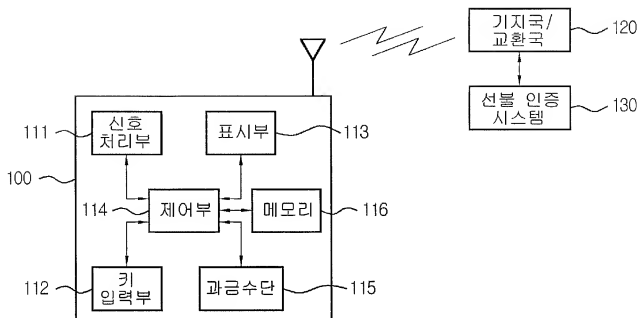 기지국/
교환국
120
선불 인증
시스템
130
111
신호
처리부
표시부
113
100
114
제어부
메모리
116
112
키
입력부
과금수단
115